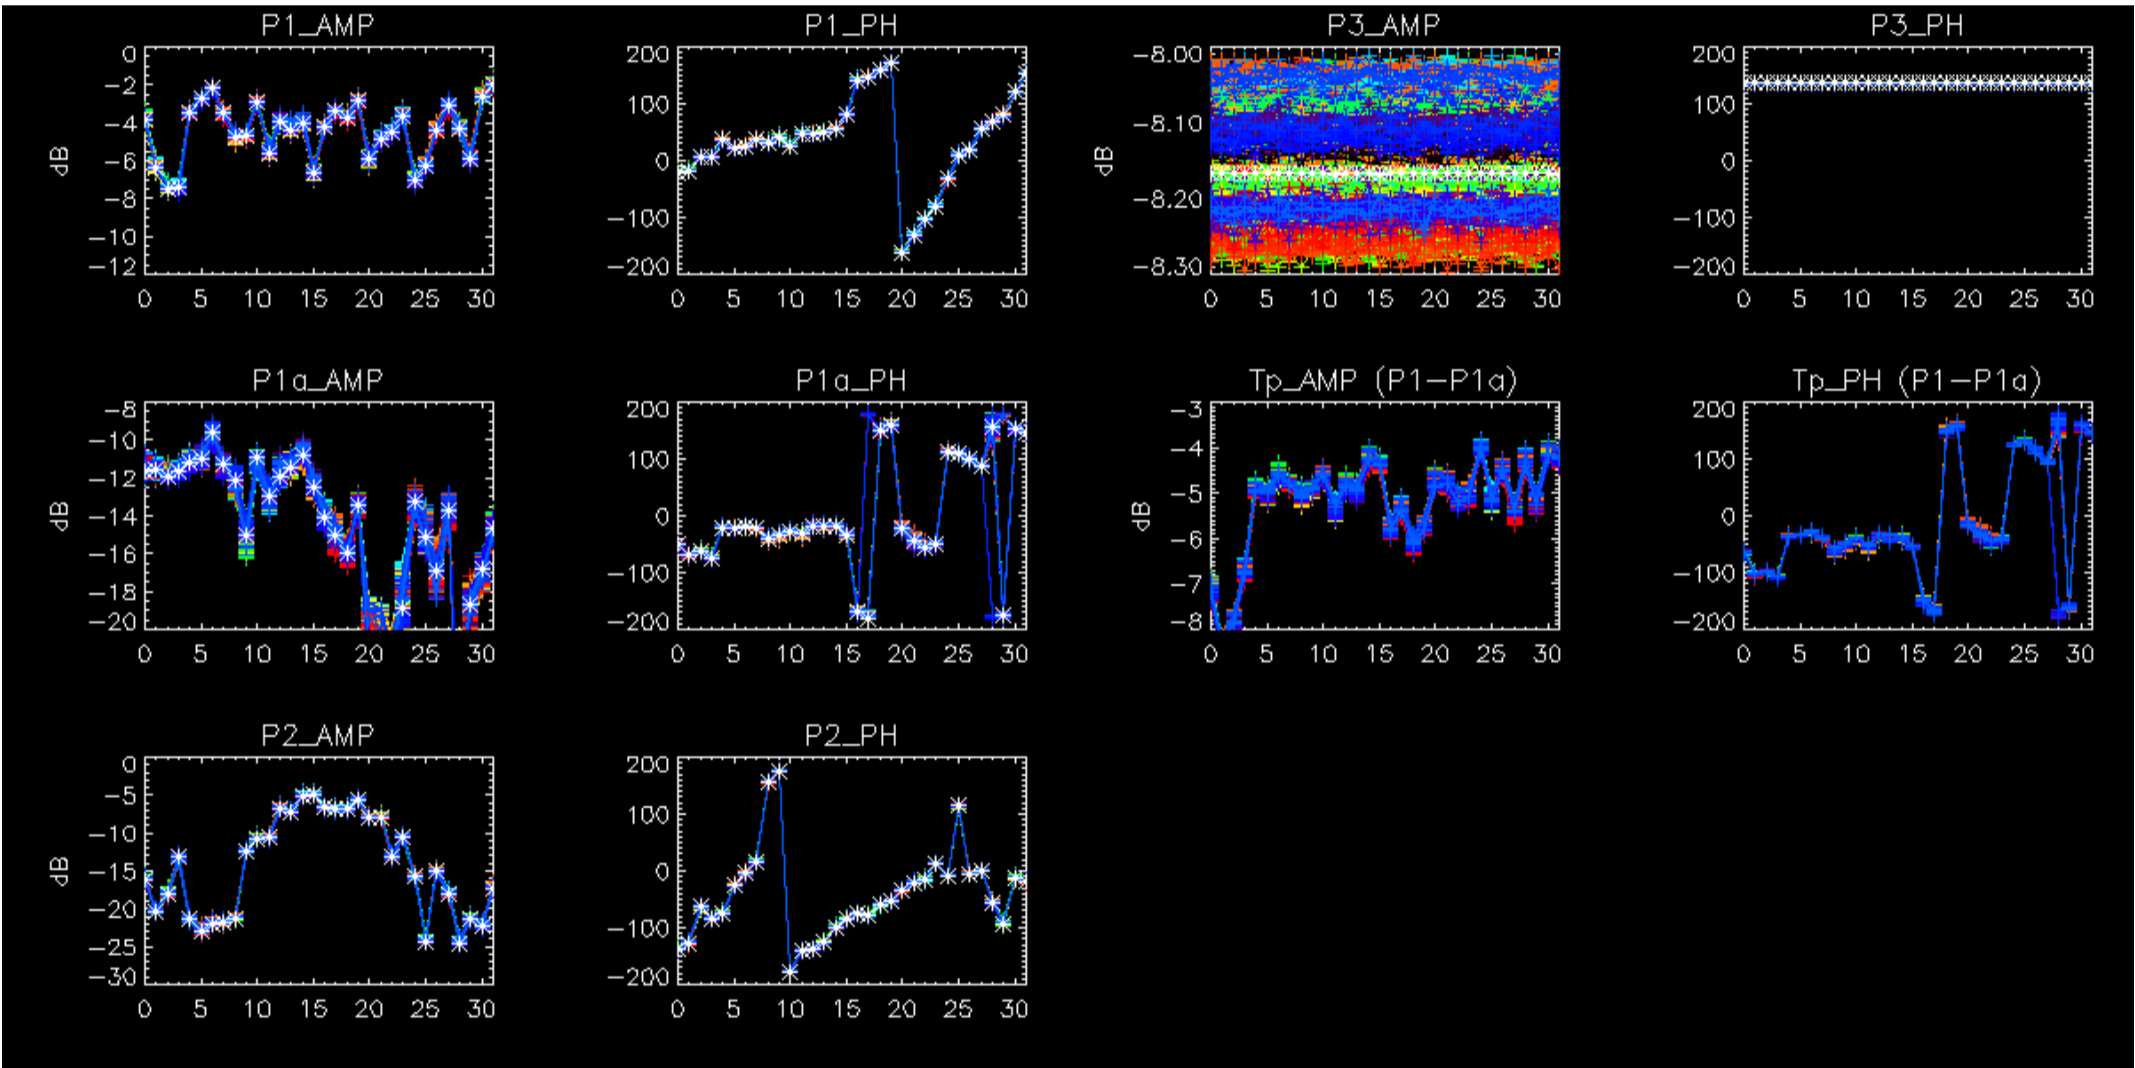 P1_AMP
0
-2
-4
-6
-8
-10
-12
dB
0 5 10 15 20 25 30
P1_PH
200
100
0
-100
-200
0 5 10 15 20 25 30
P3_AMP
-8.00
-8.10
-8.20
-8.30
dB
0 5 10 15 20 25 30
P3_PH
200
100
0
-100
-200
0 5 10 15 20 25 30
P1a_AMP
-8
-10
-12
-14
-16
-18
-20
dB
0 5 10 15 20 25 30
P1a_PH
200
100
0
-100
-200
0 5 10 15 20 25 30
Tp_AMP (P1-P1a)
-3
-4
-5
-6
-7
-8
dB
0 5 10 15 20 25 30
Tp_PH (P1-P1a)
200
100
0
-100
-200
0 5 10 15 20 25 30
P2_AMP
0
-5
-10
-15
-20
-25
-30
dB
0 5 10 15 20 25 30
P2_PH
200
100
0
-100
-200
0 5 10 15 20 25 30